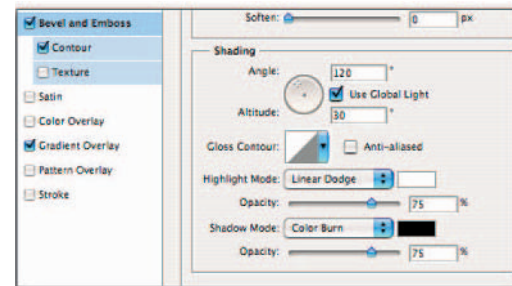 Bevel and Emboss
Contour
Texture
Satin
Color Overlay
Gradient Overlay
Pattern Overlay
Stroke
Soften: 0 px
Shading
Angle: 120 °
Use Global Light
Altitude: 30 °
Gloss Contour: Anti-aliased
Highlight Mode: Linear Dodge
Opacity: 75 %
Shadow Mode: Color Burn
Opacity: 75 %